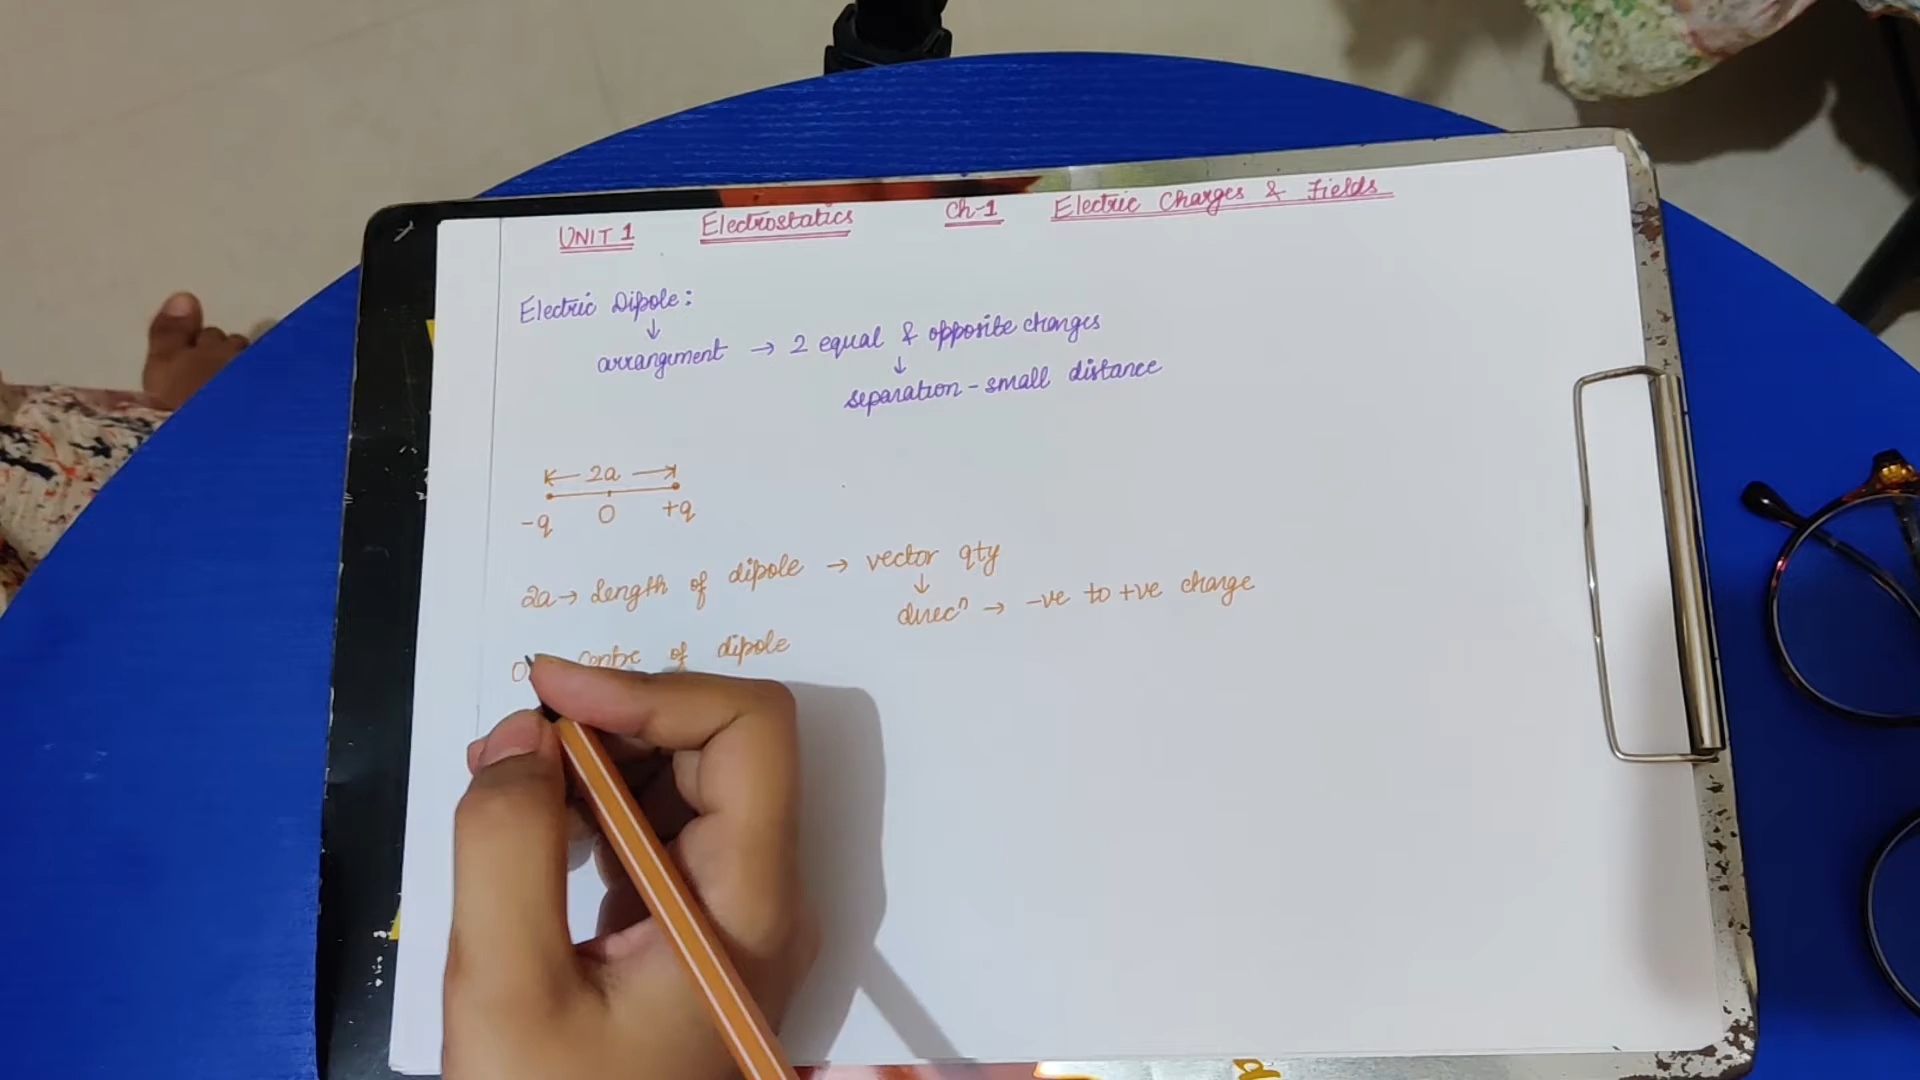 UNIT 1 Electrostatics Ch-1 Electric Charges & Fields
Electric Dipole:
↓
arrangement → 2 equal & opposite charges
↓
separation - small distance
2a
-q O +q
2a → length of dipole → vector qty
↓
direcⁿ → -ve to +ve charge
O Centre of dipole